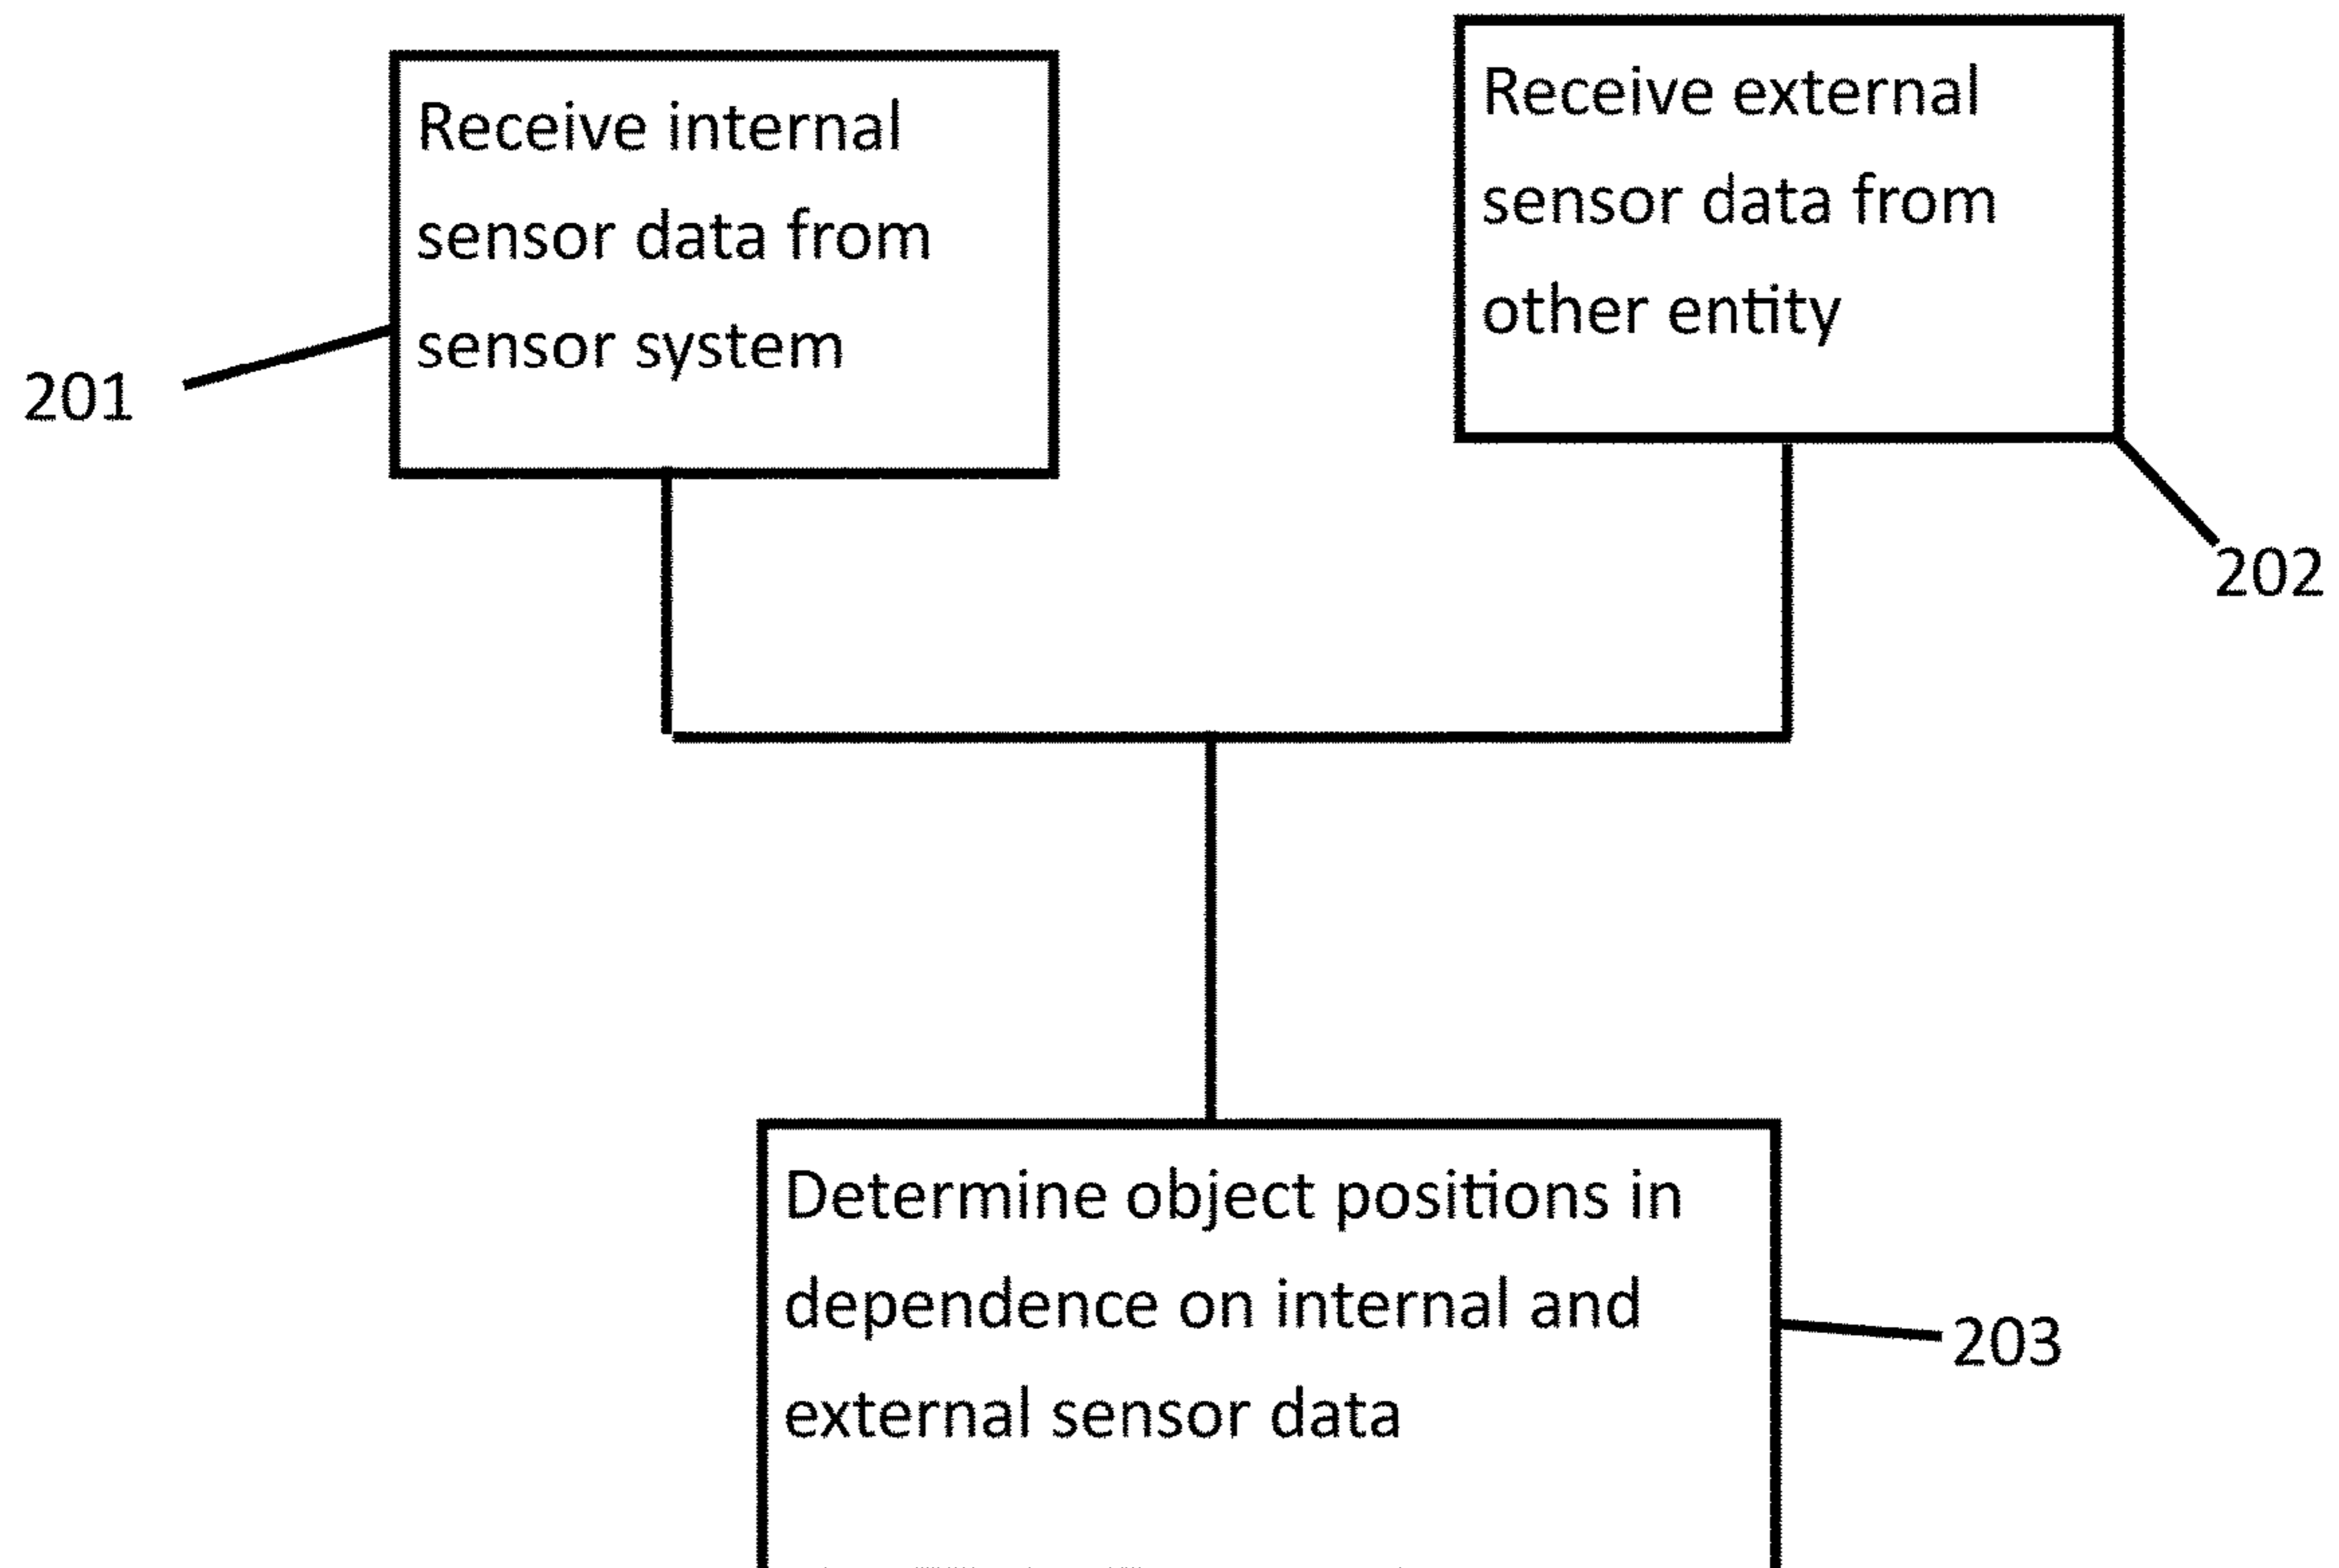 Receive internal
sensor data from
sensor system
201
Receive external
sensor data from
other entity
202
Determine object positions in
dependence on internal and
external sensor data
203